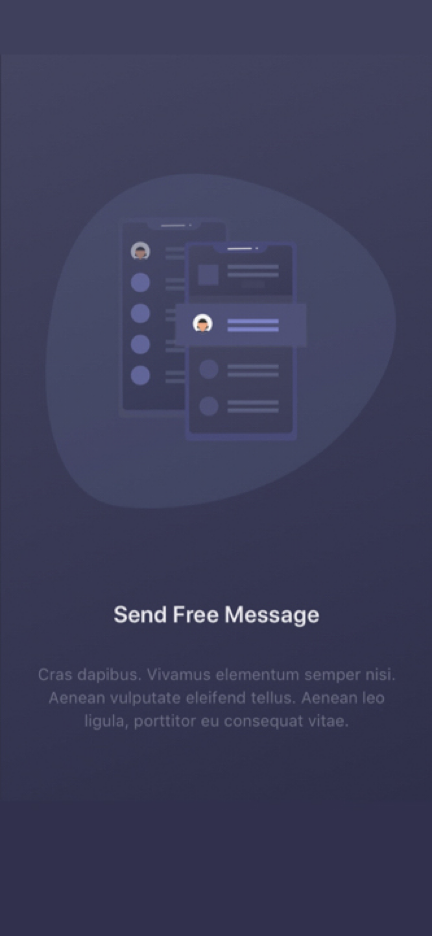 Send Free Message
Cras dapibus. Vivamus elementum semper nisi.
Aenean vulputate eleifend tellus. Aenean leo
ligula, porttitor eu consequat vitae.